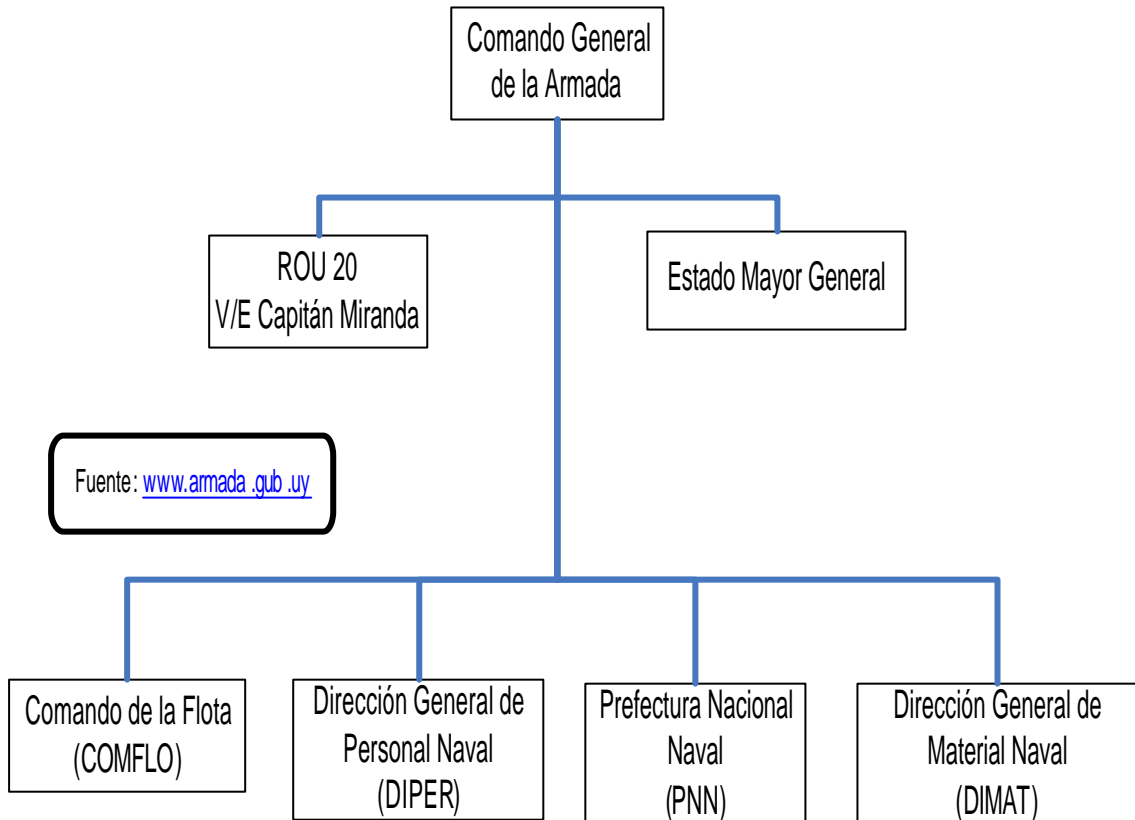 Comando General
de la Armada
ROU 20
V/E Capitán Miranda
Estado Mayor General
Fuente: www.armada .gub .uy
Comando de la Flota
(COMFLO)
Dirección General de
Personal Naval
(DIPER)
Prefectura Nacional
Naval
(PNN)
Dirección General de
Material Naval
(DIMAT)